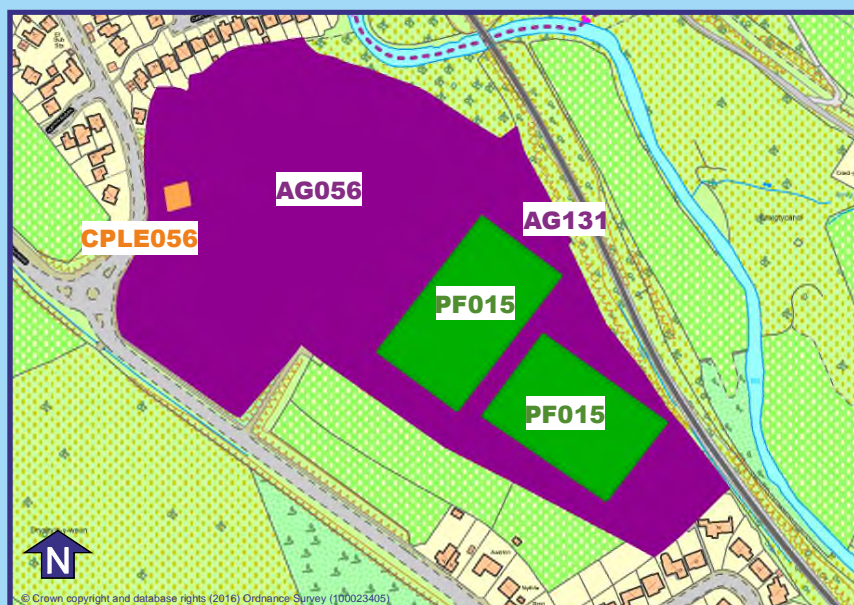 AG056
AG131
CPLE056
PF015
PF015
N
© Crown copyright and database rights (2016) Ordnance Survey (100023405)